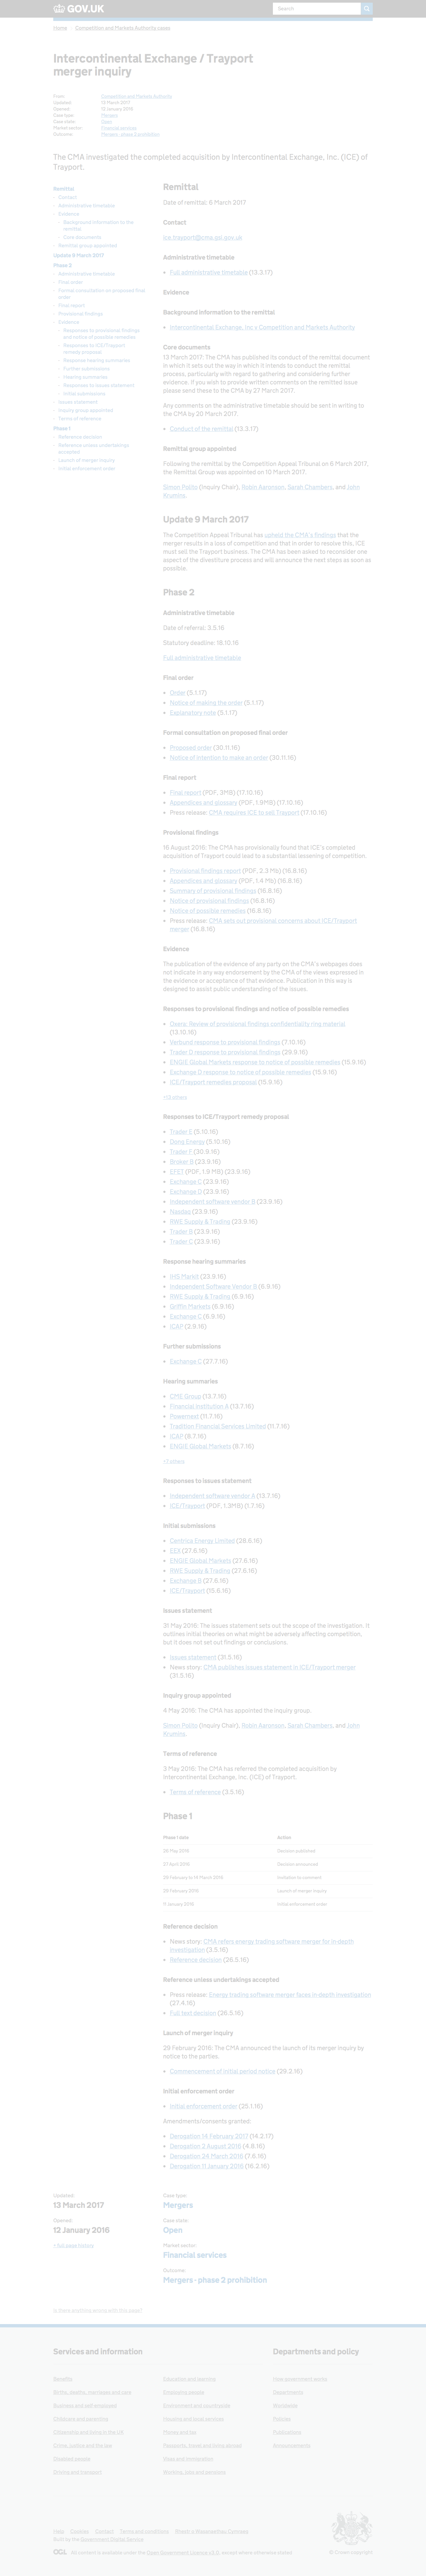 GOV.UK
Search
Home
Competition and Markets Authority cases
Intercontinental Exchange / Trayport
merger inquiry
From:
Competition and Markets Authority
Updated:
13 March 2017
Opened:
12 January 2016
Case type:
Mergers
Case state:
Open
Market sector:
Financial services
Outcome:
Mergers - phase 2 prohibition
The CMA investigated the completed acquisition by Intercontinental Exchange, Inc. (ICE) of
Trayport.
Remittal
Contact
Administrative timetable
Evidence
Background information to the
remittal
Core documents
Remittal group appointed
Update 9 March 2017
Phase 2
Administrative timetable
Final order
Formal consultation on proposed final
order
Final report
Provisional findings
Evidence
Responses to provisional findings
and notice of possible remedies
Responses to ICE/Trayport
remedy proposal
Response hearing summaries
Further submissions
Hearing summaries
Responses to issues statement
Initial submissions
Issues statement
Inquiry group appointed
Terms of reference
Phase 1
Reference decision
Reference unless undertakings
accepted
Launch of merger inquiry
Initial enforcement order
Remittal
Date of remittal: 6 March 2017
Contact
ice.trayport@cma.gsi.gov.uk
Administrative timetable
Full administrative timetable (13.3.17)
Evidence
Background information to the remittal
Intercontinental Exchange, Inc v Competition and Markets Authority
Core documents
13 March 2017: The CMA has published its conduct of the remittal document
and the administrative timetable for the remittal. Parties wishing to comment
on the remittal process with regard to gathering and considering evidence
should please send these to the CMA by 27 March 2017.
Any comments on the administrative timetable should be sent in writing to
the CMA by 20 March 2017.
Conduct of the remittal (13.3.17)
Remittal group appointed
Following the remittal by the Competition Appeal Tribunal on 6 March 2017,
the Remittal Group was appointed on 10 March 2017.
Simon Polito (Inquiry Chair), Robin Aaronson, Sarah Chambers, and John
Krumins.
Update 9 March 2017
The Competition Appeal Tribunal has upheld the CMA's findings that the
merger results in a loss of competition and that in order to resolve this, ICE
must sell the Trayport business. The CMA has been asked to reconsider one
aspect of the divestiture process and will announce the next steps as soon as
possible.
Phase 2
Administrative timetable
Date of referral: 3.5.16
Statutory deadline: 18.10.16
Full administrative timetable
Final order
Order (5.1.17)
Notice of making the order (5.1.17)
Explanatory note (5.1.17)
Formal consultation on proposed final order
Proposed order (30.11.16)
Notice of intention to make an order (30.11.16)
Final report
Final report (PDF, 3MB) (17.10.16)
Appendices and glossary (PDF, 1.9MB) (17.10.16)
Press release: CMA requires ICE to sell Trayport (17.10.16)
Provisional findings
16 August 2016: The CMA has provisionally found that ICE's completed
acquisition of Trayport could lead to a substantial lessening of competition.
Provisional findings report (PDF, 2.3 Mb) (16.8.16)
Appendices and glossary (PDF, 1.4 Mb) (16.8.16)
Summary of provisional findings (16.8.16)
Notice of provisional findings (16.8.16)
Notice of possible remedies (16.8.16)
Press release: CMA sets out provisional concerns about ICE/Trayport
merger (16.8.16)
Evidence
The publication of the evidence of any party on the CMA's webpages does
not in any way represent an endorsement by the CMA of the views expressed in
the evidence or acceptance of that evidence. Publication in this way is
designed to assist public understanding of the issues.
Responses to provisional findings and notice of possible remedies
Oxera: Review of provisional findings confidentiality ring material
(13.10.16)
Verbund response to provisional findings (7.10.16)
Trader D response to provisional findings (29.9.16)
ENGIE Global Markets response to notice of possible remedies (15.9.16)
Exchange D response to notice of possible remedies (15.9.16)
ICE/Trayport remedies proposal (15.9.16)
Responses to ICE/Trayport remedy proposal
Trader E (5.10.16)
Dong Energy (5.10.16)
Trader F (30.9.16)
Broker B (23.9.16)
EFET (PDF, 1.9MB) (23.9.16)
Exchange C (23.9.16)
Exchange D (23.9.16)
Independent software vendor B (23.9.16)
Nasdaq (23.9.16)
RWE Supply & Trading (23.9.16)
Trader B (23.9.16)
Trader C (23.9.16)
Response hearing summaries
IHS Markit (23.9.16)
Independent Software Vendor B (6.9.16)
RWE Supply & Trading (6.9.16)
Griffin Markets (6.9.16)
Exchange C (6.9.16)
ICAP (2.9.16)
Further submissions
Exchange C (27.7.16)
Hearing summaries
CME Group (13.7.16)
Financial Institution A (13.7.16)
Powernext (11.7.16)
Tradition Financial Services Limited (11.7.16)
ICAP (8.7.16)
ENGIE Global Markets (8.7.16)
Responses to issues statement
Independent software vendor A (13.7.16)
ICE/Trayport (PDF, 1.3MB) (1.7.16)
Initial submissions
Centrica Energy Limited (28.6.16)
EEX (27.6.16)
ENGIE Global Markets (27.6.16)
RWE Supply & Trading (27.6.16)
Exchange B (27.6.16)
ICE/Trayport (15.6.16)
Issues statement
31 May 2016: The issues statement sets out the scope of the investigation. It
outlines initial theories on what might be adversely affecting competition,
but it does not set out findings or conclusions.
Issues statement (31.5.16)
News story: CMA publishes issues statement in ICE/Trayport merger
(31.5.16)
Inquiry group appointed
4 May 2016: The CMA has appointed the inquiry group.
Simon Polito (Inquiry Chair), Robin Aaronson, Sarah Chambers, and John
Krumins.
Terms of reference
3 May 2016: The CMA has referred the completed acquisition by
Intercontinental Exchange, Inc. (ICE) of Trayport.
Terms of reference (3.5.16)
Phase 1
Phase 1 date
Action
26 May 2016
Decision published
27 April 2016
Decision announced
29 February to 14 March 2016
Invitation to comment
29 February 2016
Launch of merger inquiry
11 January 2016
Initial enforcement order
Reference decision
News story: CMA refers energy trading software merger for in-depth
investigation (3.5.16)
Reference decision (26.5.16)
Reference unless undertakings accepted
Press release: Energy trading software merger faces in-depth investigation
(27.4.16)
Full text decision (26.5.16)
Launch of merger inquiry
29 February 2016: The CMA announced the launch of its merger inquiry by
notice to the parties.
Commencement of initial period notice (29.2.16)
Initial enforcement order
Initial enforcement order (25.1.16)
Amendments/consents granted:
Derogation 14 February 2017 (14.2.17)
Derogation 2 August 2016 (4.8.16)
Derogation 24 March 2016 (7.6.16)
Derogation 11 January 2016 (16.2.16)
Updated:
13 March 2017
Opened:
12 January 2016
+ full page history
Case type:
Mergers
Case state:
Open
Market sector:
Financial services
Outcome:
Mergers - phase 2 prohibition
Is there anything wrong with this page?
Services and information
Benefits
Births, deaths, marriages and care
Business and self-employed
Childcare and parenting
Citizenship and living in the UK
Crime, justice and the law
Disabled people
Driving and transport
Education and learning
Employing people
Environment and countryside
Housing and local services
Money and tax
Passports, travel and living abroad
Visas and immigration
Working, jobs and pensions
Departments and policy
How government works
Departments
Worldwide
Policies
Publications
Announcements
Help
Cookies
Contact
Terms and conditions
Rhestr o Wasanaethau Cymraeg
Built by the Government Digital Service
OGL
All content is available under the Open Government Licence v3.0, except where otherwise stated
© Crown copyright